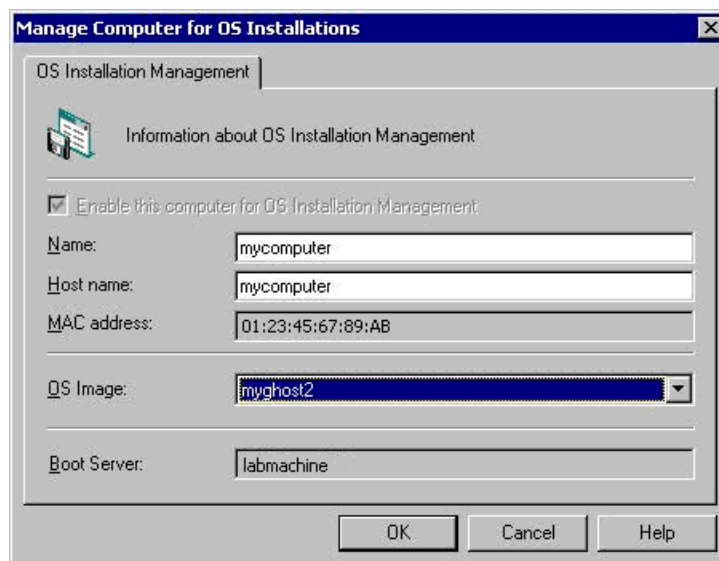 Manage Computer for OS Installations
OS Installation Management
Information about OS Installation Management
Enable this computer for OS Installation Management
Name: mycomputer
Host name: mycomputer
MAC address: 01:23:45:67:89:AB
OS Image: myghost2
Boot Server: labmachine
OK Cancel Help